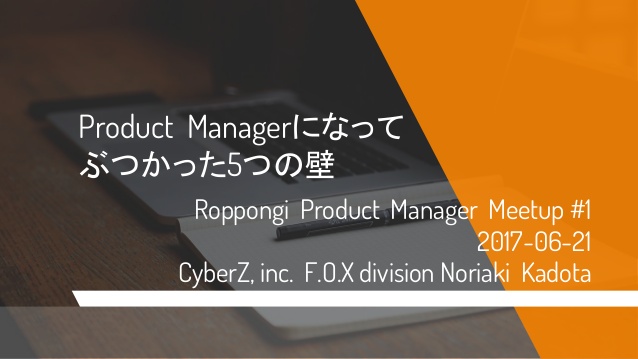 Product Managerになって
ぶつかった5つの壁
Roppongi Product Manager Meetup #1
2017-06-21
CyberZ, inc. F.O.X division Noriaki Kadota